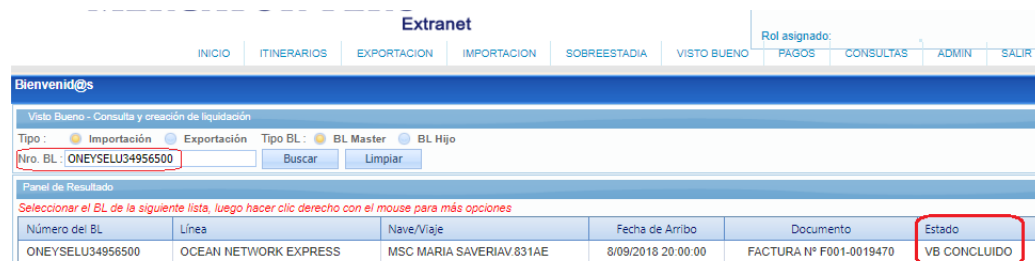 Extranet
Rol asignado:
INICIO ITINERARIOS EXPORTACION IMPORTACION SOBREESTADIA VISTO BUENO PAGOS CONSULTAS ADMIN SALIR
Bienvenid@s
Visto Bueno - Consulta y creación de liquidación
Tipo : Importación Exportación Tipo BL : BL Master BL Hijo
Nro. BL : ONEYSELU34956500 Buscar Limpiar
Panel de Resultado
Seleccionar el BL de la siguiente lista, luego hacer clic derecho con el mouse para más opciones
Número del BL Línea Nave/Viaje Fecha de Arribo Documento Estado
ONEYSELU34956500 OCEAN NETWORK EXPRESS MSC MARIA SAVERIAV.831AE 8/09/2018 20:00:00 FACTURA Nº F001-0019470 VB CONCLUIDO